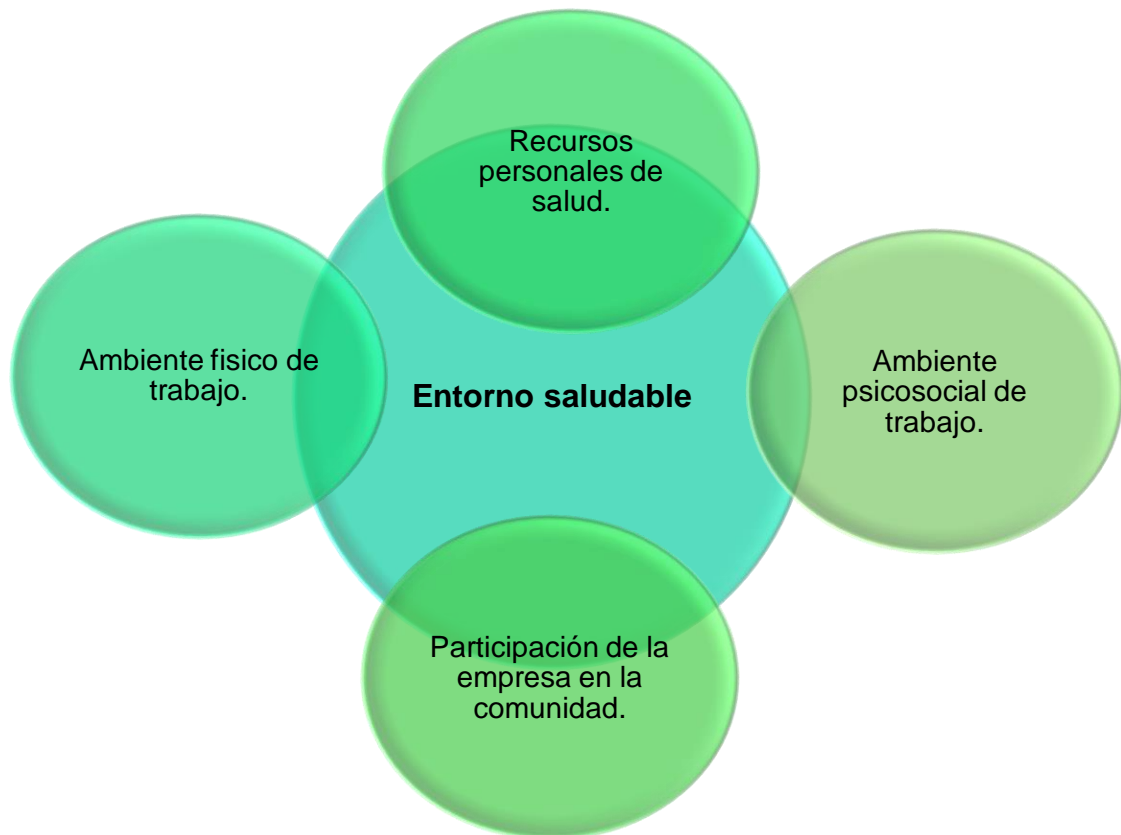 Recursos
personales de
salud.
Ambiente fisico de
trabajo.
Entorno saludable
Ambiente
psicosocial de
trabajo.
Participación de la
empresa en la
comunidad.